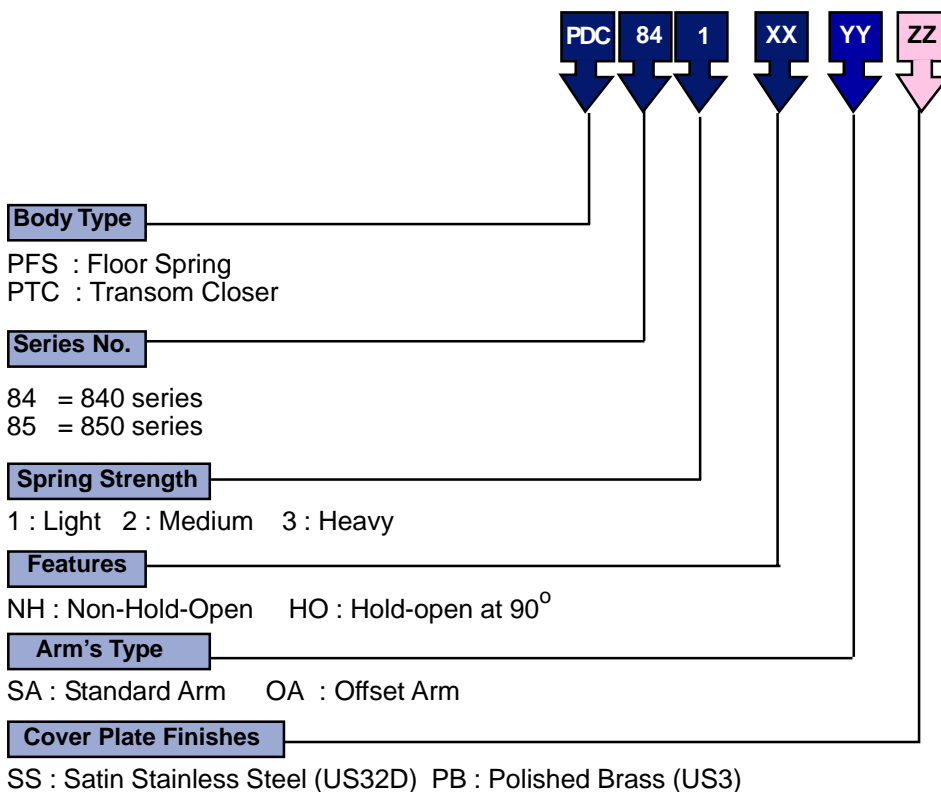 PDC 84 1 XX YY ZZ
Body Type
PFS : Floor Spring
PTC : Transom Closer
Series No.
84 = 840 series
85 = 850 series
Spring Strength
1 : Light 2 : Medium 3 : Heavy
Features
NH : Non-Hold-Open HO : Hold-open at 90°
Arm's Type
SA : Standard Arm OA : Offset Arm
Cover Plate Finishes
SS : Satin Stainless Steel (US32D) PB : Polished Brass (US3)